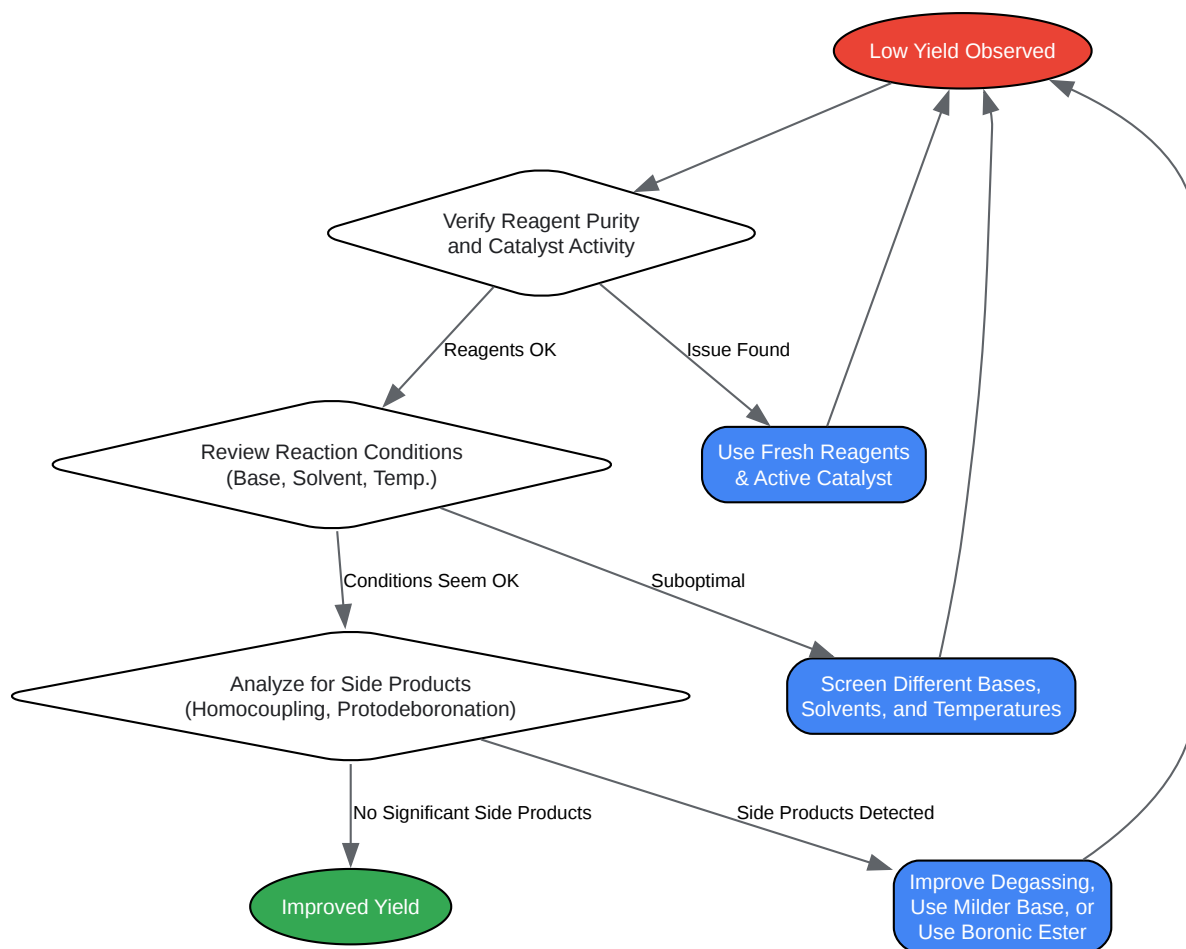 Low Yield Observed
Verify Reagent Purity
and Catalyst Activity
Reagents OK
Issue Found
Review Reaction Conditions
(Base, Solvent, Temp.)
Use Fresh Reagents
& Active Catalyst
Conditions Seem OK
Suboptimal
Analyze for Side Products
(Homocoupling, Protodeboronation)
Screen Different Bases,
Solvents, and Temperatures
No Significant Side Products
Side Products Detected
Improved Yield
Improve Degassing,
Use Milder Base, or
Use Boronic Ester